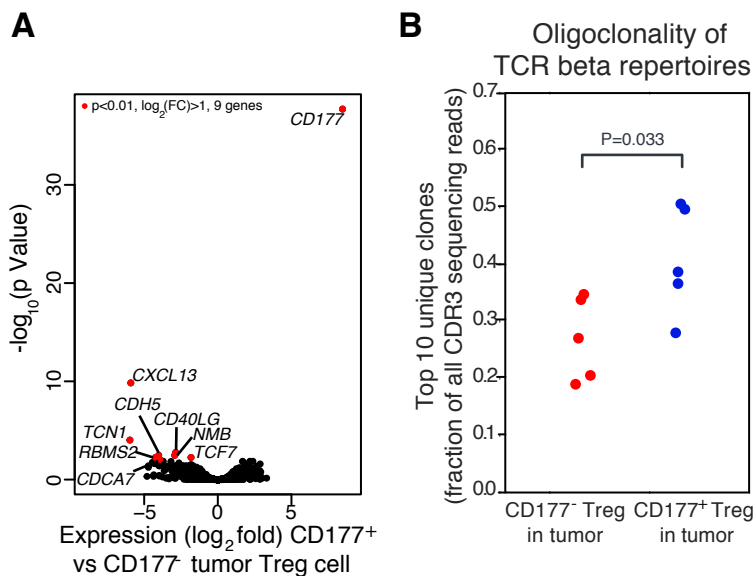 A
p<0.01, log2(FC)>1, 9 genes
CD177
30
20
10
0
-log10(p Value)
CXCL13
CDH5
CD40LG
TCN1
NMB
RBMS2
TCF7
CDCA7
−5
0
5
Expression (log2 fold) CD177+
vs CD177- tumor Treg cell
B
Oligoclonality of
TCR beta repertoires
0.7
P=0.033
0.6
0.5
0.4
0.3
0.2
0.1
0.0
Top 10 unique clones
(fraction of all CDR3 sequencing reads)
CD177- Treg
in tumor
CD177+ Treg
in tumor